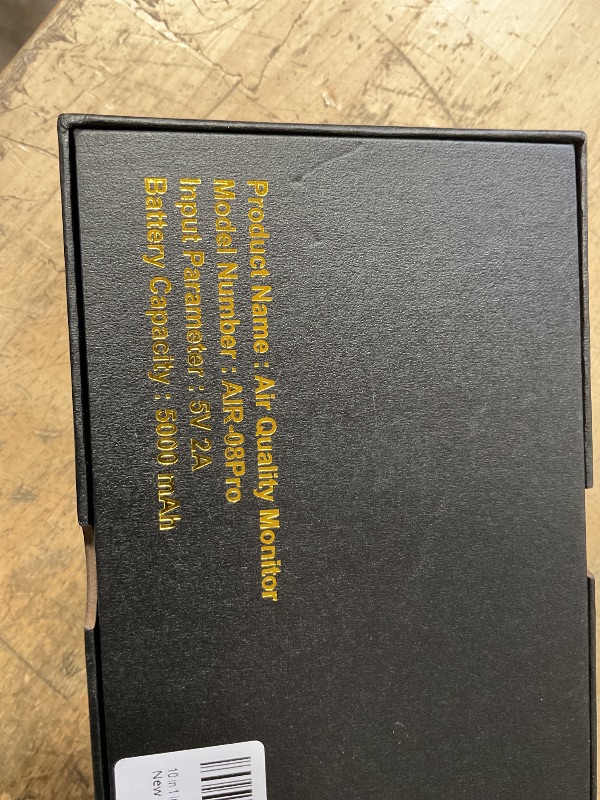 Product Name : Air Quality Monitor
Model Number : AIR-08Pro
Input Parameter : 5V 2A
Battery Capacity : 5000 mAh
10 in 1
New